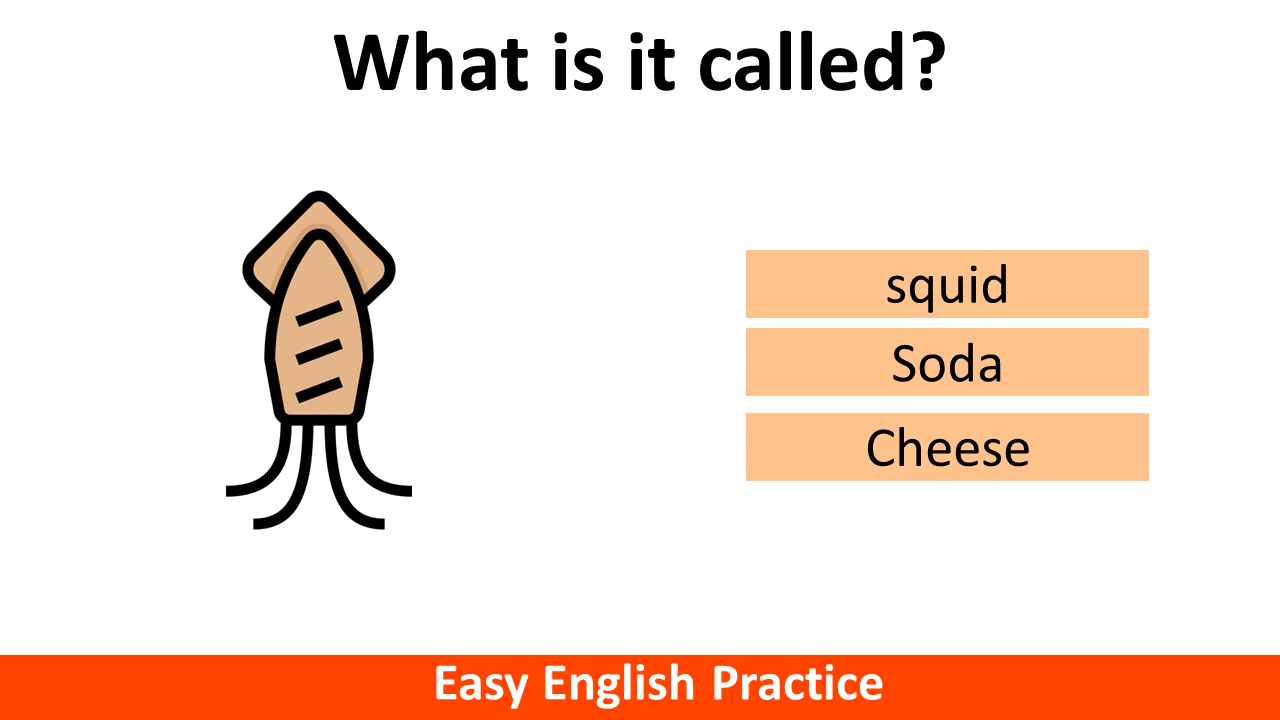 What is it called?
squid
Soda
Cheese
Easy English Practice